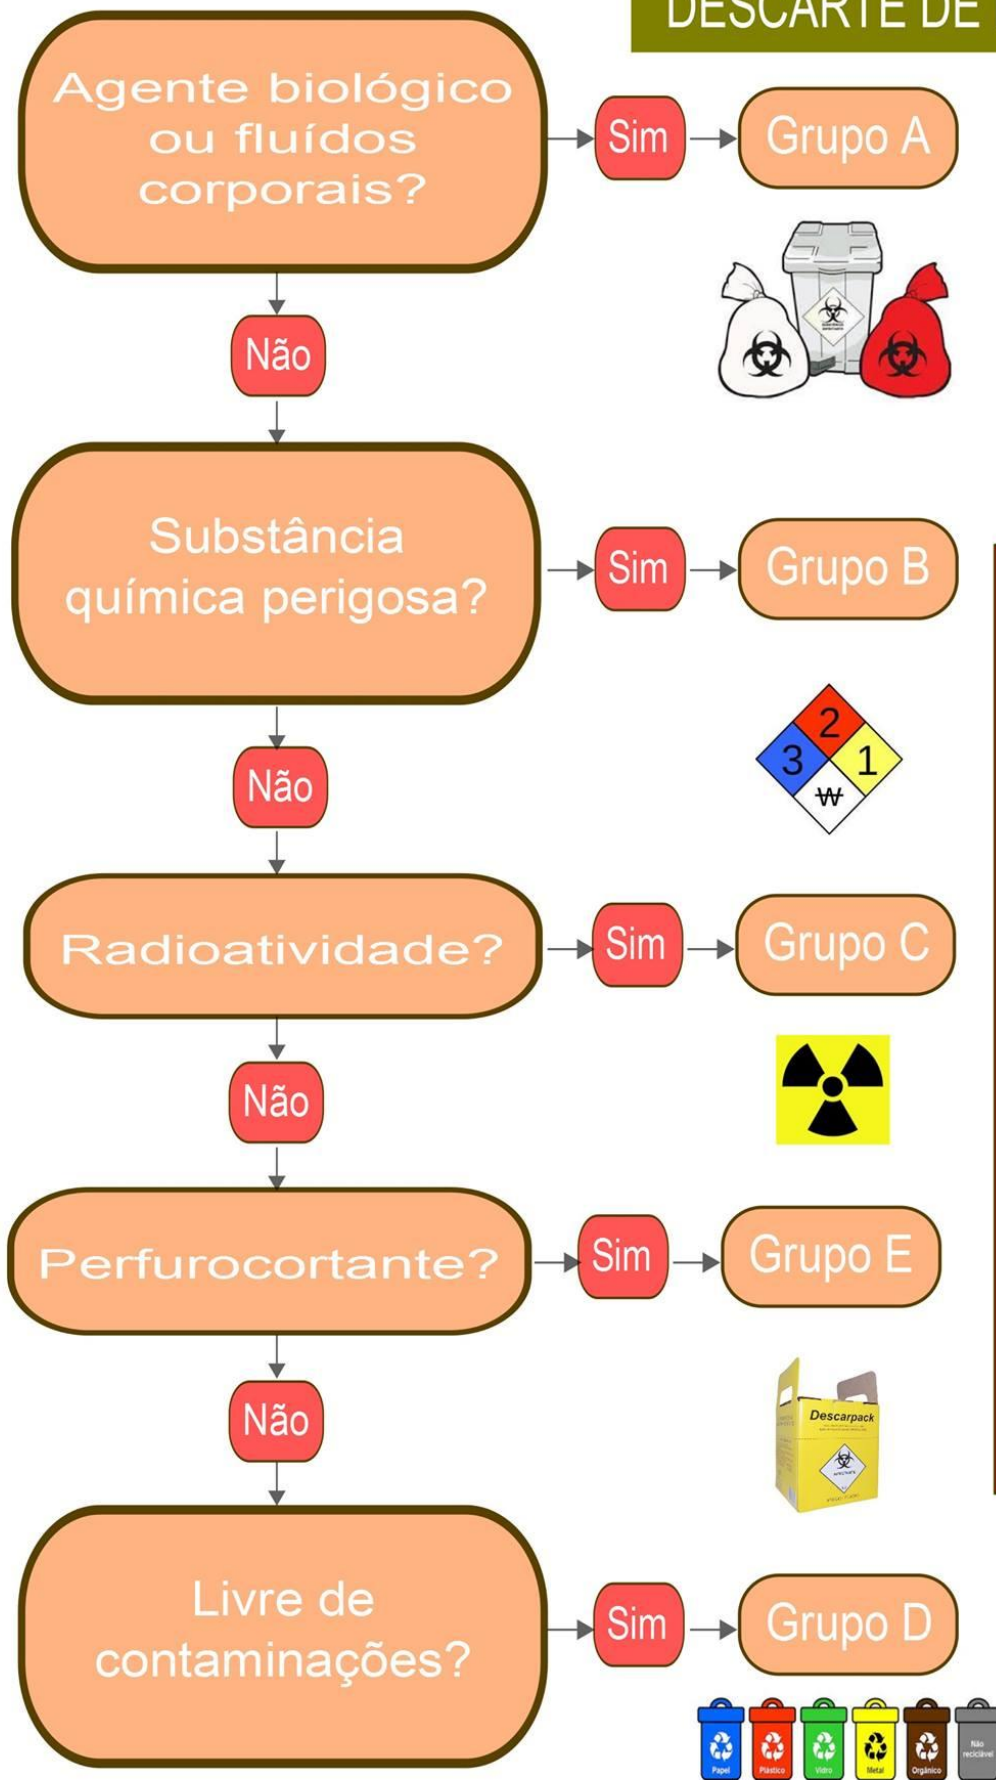 DESCARTE DE
Agente biológico
ou fluídos
corporais?
Sim
Grupo A
Não
Substância
química perigosa?
Sim
Grupo B
2
3
1
W
Não
Radioatividade?
Sim
Grupo C
Não
Perfurocortante?
Sim
Grupo E
Não
Descarpack
Livre de
contaminações?
Sim
Grupo D
Papel
Plástico
Vidro
Metal
Orgânico
Não
reciclável